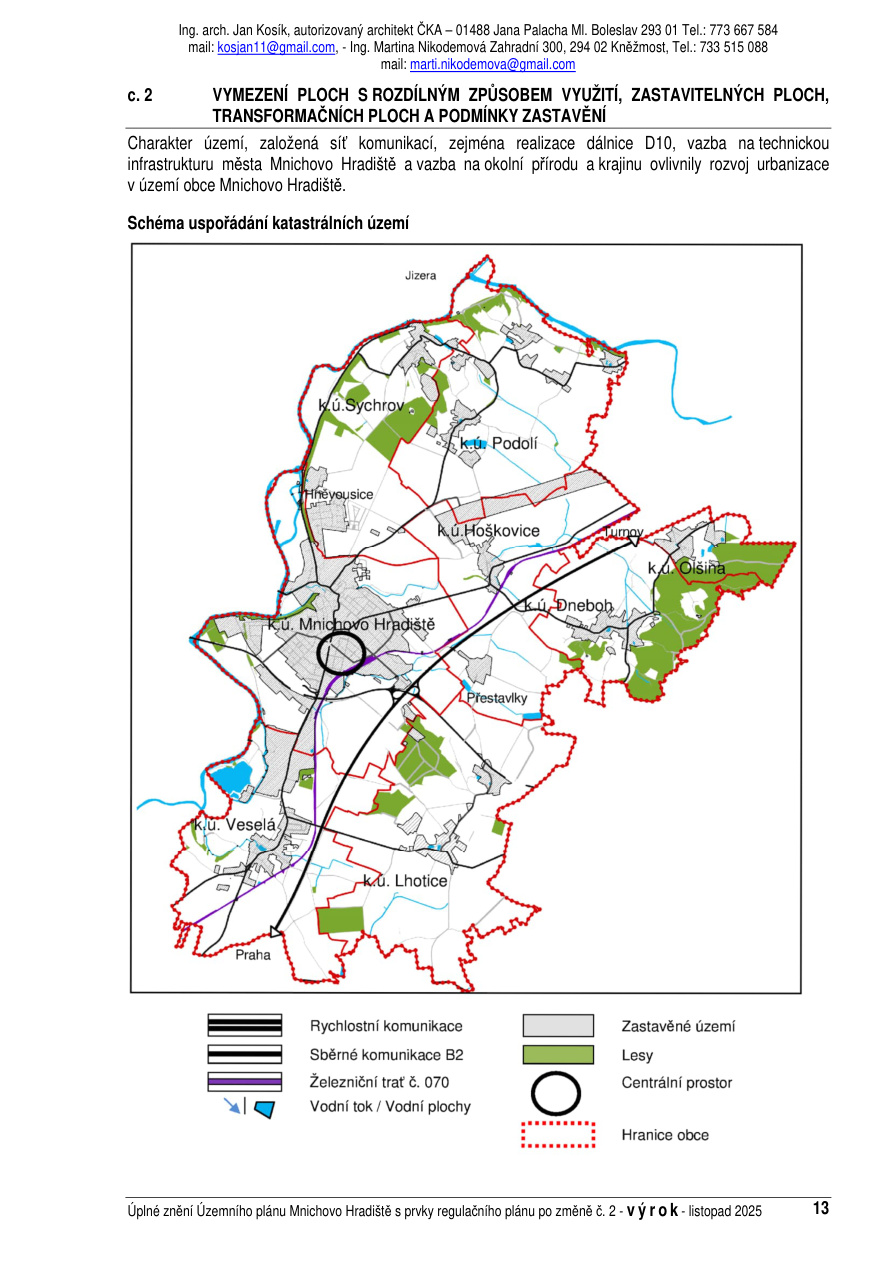 Ing. arch. Jan Kosík, autorizovaný architekt ČKA – 01488 Jana Palacha Ml. Boleslav 293 01 Tel.: 773 667 584
mail: kosjan11@gmail.com, - Ing. Martina Nikodemová Zahradní 300, 294 02 Kněžmost, Tel.: 733 515 088
mail: marti.nikodemova@gmail.com
c. 2 VYMEZENÍ PLOCH S ROZDÍLNÝM ZPŮSOBEM VYUŽITÍ, ZASTAVITELNÝCH PLOCH,
TRANSFORMAČNÍCH PLOCH A PODMÍNKY ZASTAVĚNÍ
Charakter území, založená síť komunikací, zejména realizace dálnice D10, vazba na technickou
infrastrukturu města Mnichovo Hradiště a vazba na okolní přírodu a krajinu ovlivnily rozvoj urbanizace
v území obce Mnichovo Hradiště.
Schéma uspořádání katastrálních území
Jizera
k.ú.Sychrov
k.ú. Podolí
Hněvousice
k.ú.Hoškovice
Turnov
k.ú. Olšina
k.ú. Dneboh
k.ú. Mnichovo Hradiště
Přestavlky
k.ú. Veselá
k.ú. Lhotice
Praha
Rychlostní komunikace
Sběrné komunikace B2
Železniční trať č. 070
Vodní tok / Vodní plochy
Zastavěné území
Lesy
Centrální prostor
Hranice obce
Úplné znění Územního plánu Mnichovo Hradiště s prvky regulačního plánu po změně č. 2 - v ý r o k - listopad 2025 13